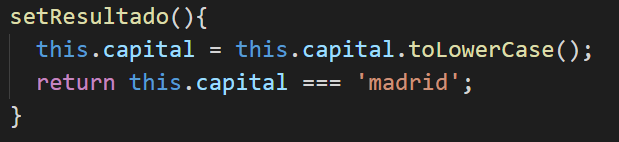 setResultado(){
  this.capital = this.capital.toLowerCase();
  return this.capital === 'madrid';
}